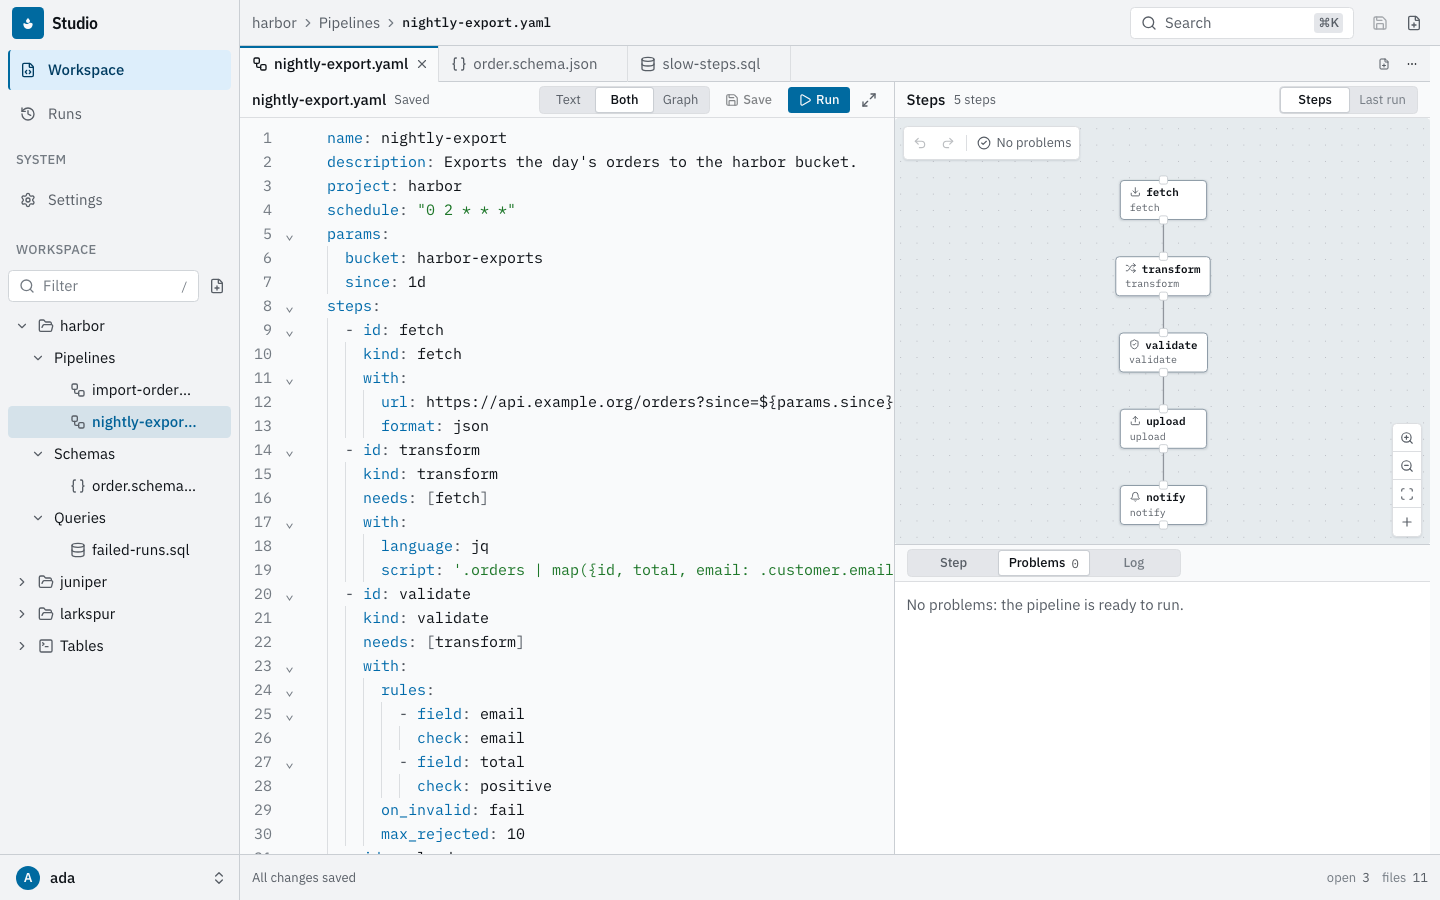 Studio
Workspace
Runs
SYSTEM
Settings
WORKSPACE
Filter /
harbor
Pipelines
import-order...
nightly-expor...
Schemas
order.schema...
Queries
failed-runs.sql
juniper
larkspur
Tables
A ada
harbor > Pipelines > nightly-export.yaml
Search ⌘K
nightly-export.yaml
order.schema.json
slow-steps.sql
nightly-export.yaml Saved
Text Both Graph
Save
Run
1 name: nightly-export
2 description: Exports the day's orders to the harbor bucket.
3 project: harbor
4 schedule: "0 2 * * *"
5 params:
6 bucket: harbor-exports
7 since: 1d
8 steps:
9 - id: fetch
10 kind: fetch
11 with:
12 url: https://api.example.org/orders?since=${params.since}
13 format: json
14 - id: transform
15 kind: transform
16 needs: [fetch]
17 with:
18 language: jq
19 script: '.orders | map({id, total, email: .customer.email
20 - id: validate
21 kind: validate
22 needs: [transform]
23 with:
24 rules:
25 - field: email
26 check: email
27 - field: total
28 check: positive
29 on_invalid: fail
30 max_rejected: 10
Steps 5 steps
Steps Last run
No problems
fetch
fetch
transform
transform
validate
validate
upload
upload
notify
notify
Step Problems 0 Log
No problems: the pipeline is ready to run.
All changes saved
open 3 files 11